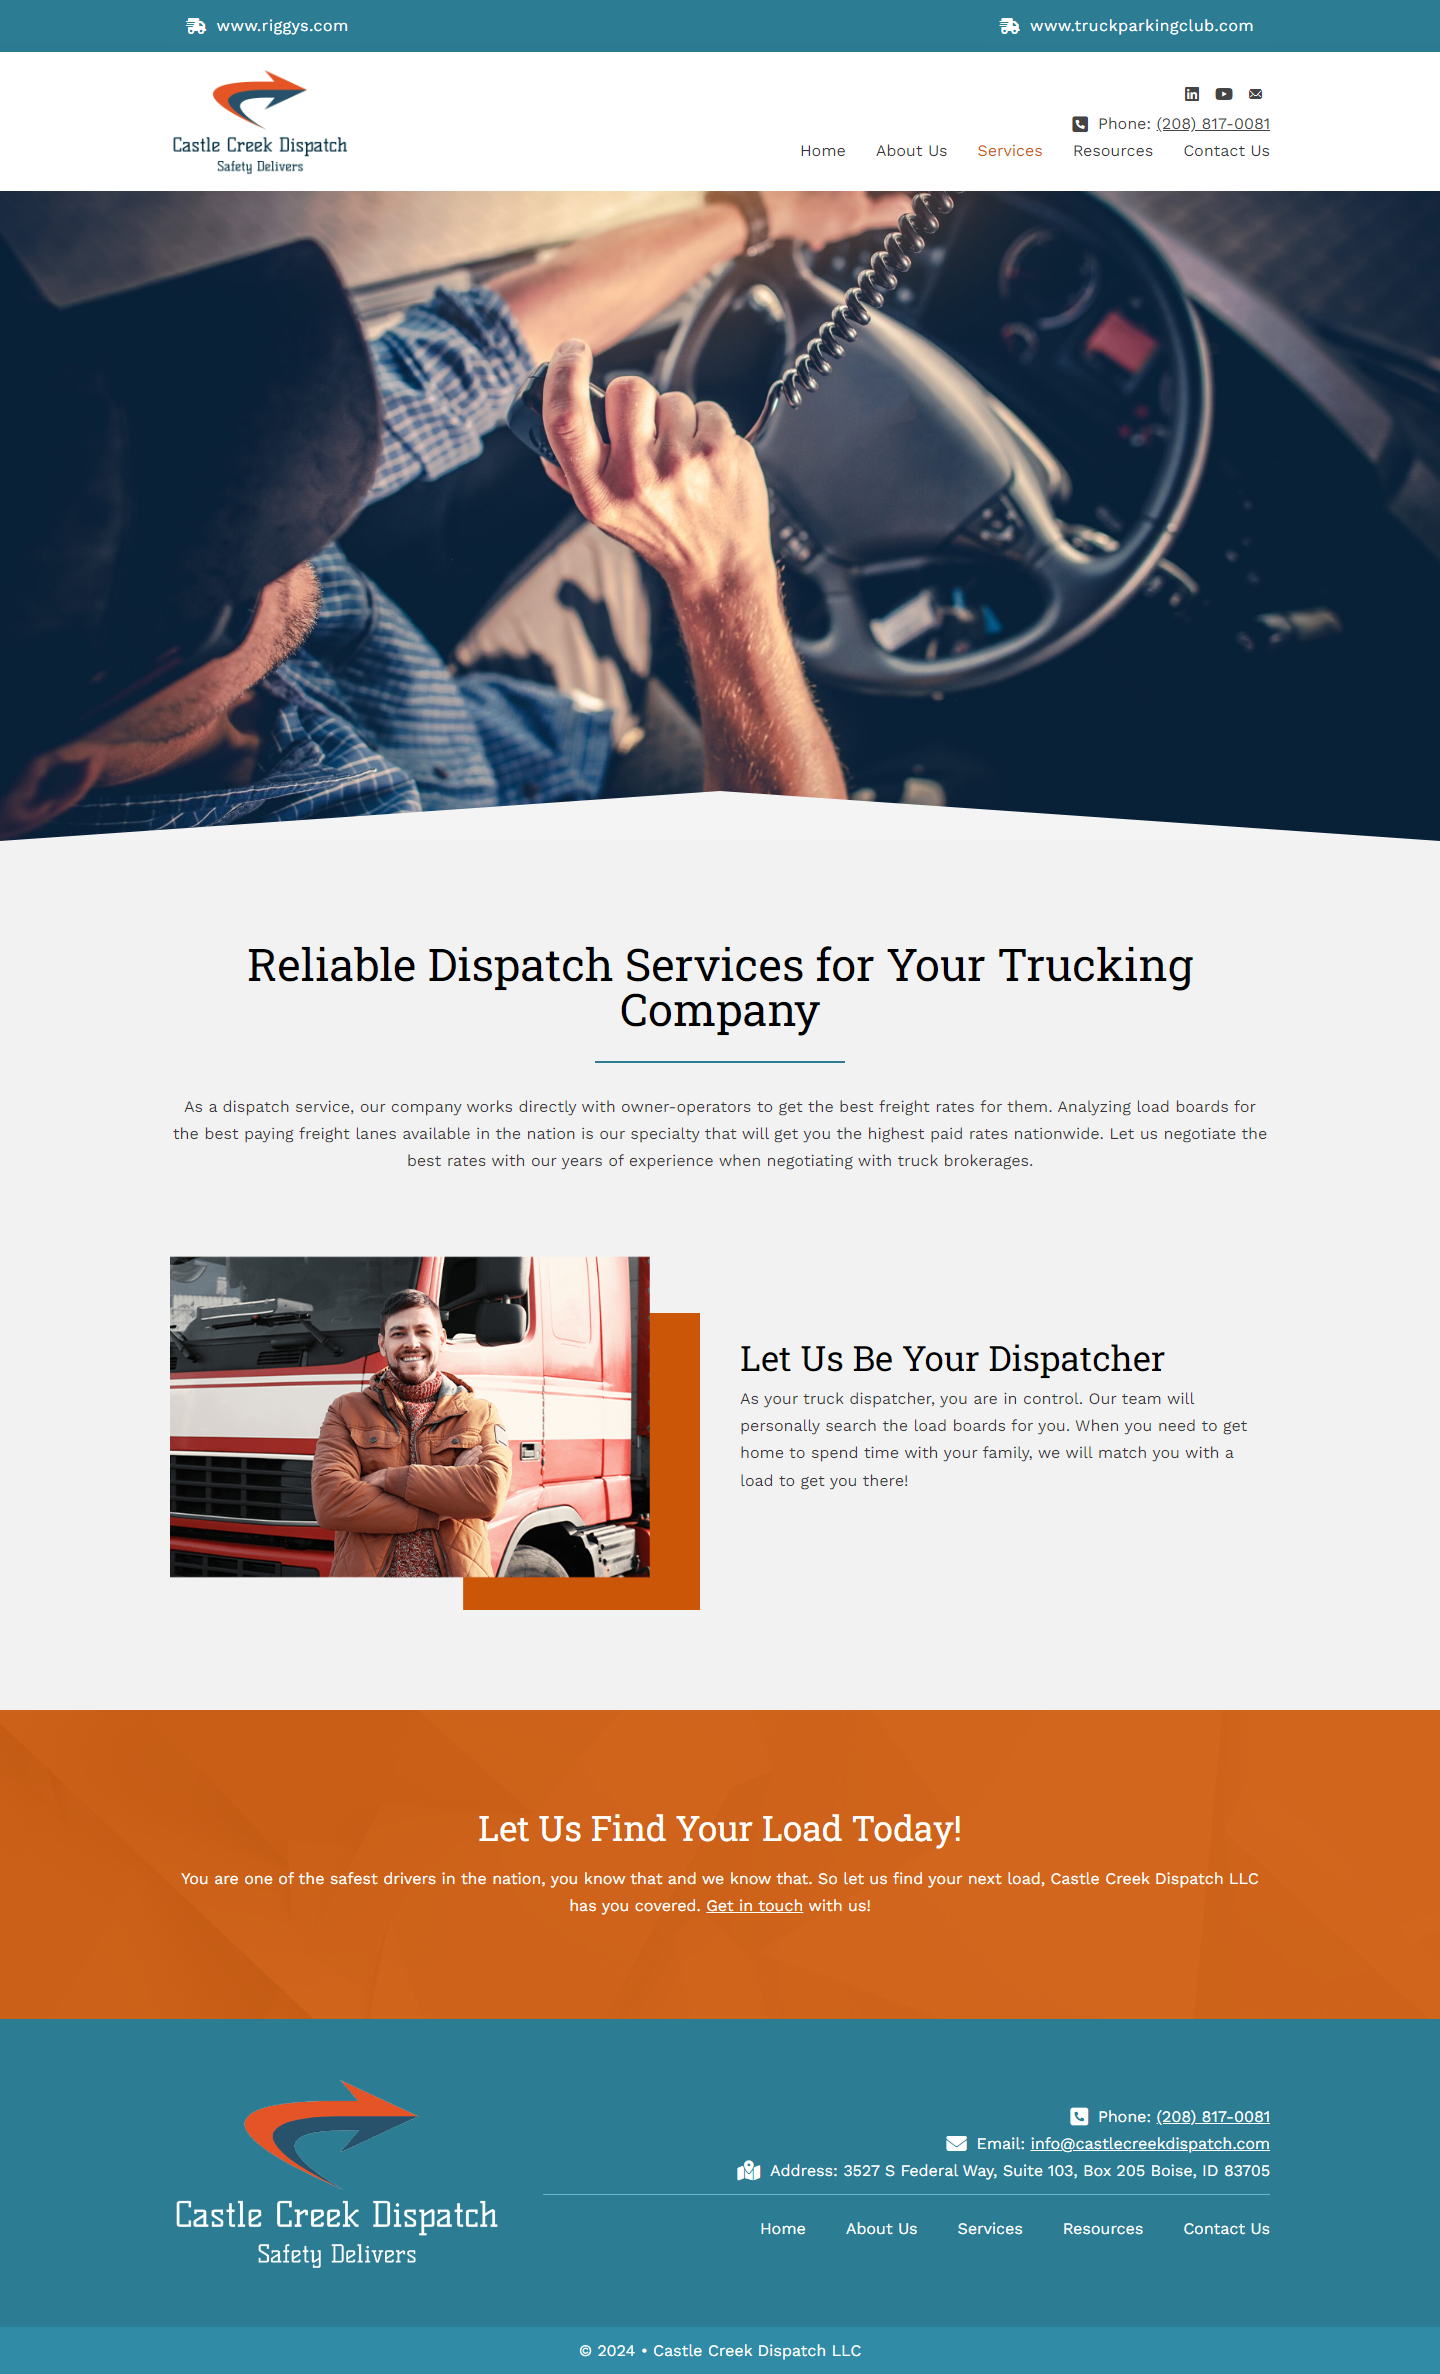 www.riggys.com
www.truckparkingclub.com
Castle Creek Dispatch
Safety Delivers
Phone: (208) 817-0081
Home About Us Services Resources Contact Us
Reliable Dispatch Services for Your Trucking
Company
As a dispatch service, our company works directly with owner-operators to get the best freight rates for them. Analyzing load boards for
the best paying freight lanes available in the nation is our specialty that will get you the highest paid rates nationwide. Let us negotiate the
best rates with our years of experience when negotiating with truck brokerages.
Let Us Be Your Dispatcher
As your truck dispatcher, you are in control. Our team will
personally search the load boards for you. When you need to get
home to spend time with your family, we will match you with a
load to get you there!
Let Us Find Your Load Today!
You are one of the safest drivers in the nation, you know that and we know that. So let us find your next load, Castle Creek Dispatch LLC
has you covered. Get in touch with us!
Castle Creek Dispatch
Safety Delivers
Phone: (208) 817-0081
Email: info@castlecreekdispatch.com
Address: 3527 S Federal Way, Suite 103, Box 205 Boise, ID 83705
Home About Us Services Resources Contact Us
© 2024 • Castle Creek Dispatch LLC